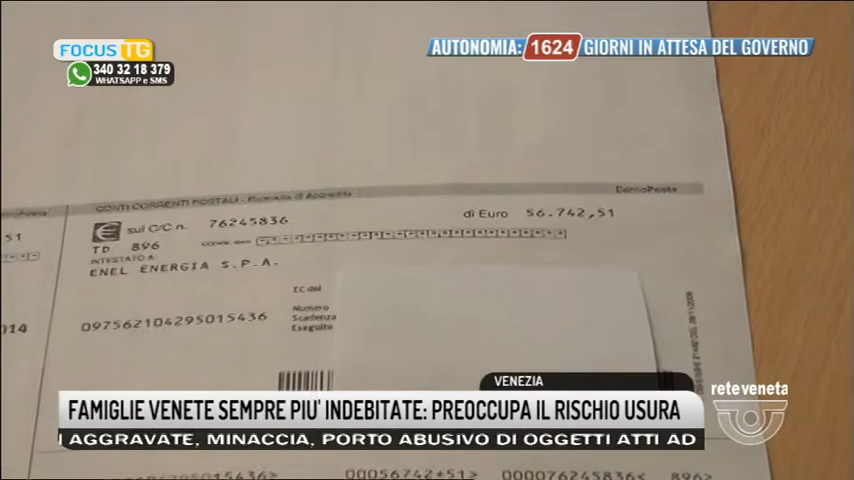 FOCUS TG
340 32 18 379
WHATSAPP e SMS
AUTONOMIA: 1624 GIORNI IN ATTESA DEL GOVERNO
CONTI CORRENTI POSTALI - Ricevuta di Accredito
BancoPosta
€ sul C/C n. 76245836 di Euro 56.742,51
TD 896
INTESTATO A:
ENEL ENERGIA S.P.A.
51
EC del
Numero
Scadenza
Eseguito
097562104295015436
VENEZIA
reteveneta
FAMIGLIE VENETE SEMPRE PIU' INDEBITATE: PREOCCUPA IL RISCHIO USURA
I AGGRAVATE, MINACCIA, PORTO ABUSIVO DI OGGETTI ATTI AD
295015436> 00056742+51> 000076245836< 896>